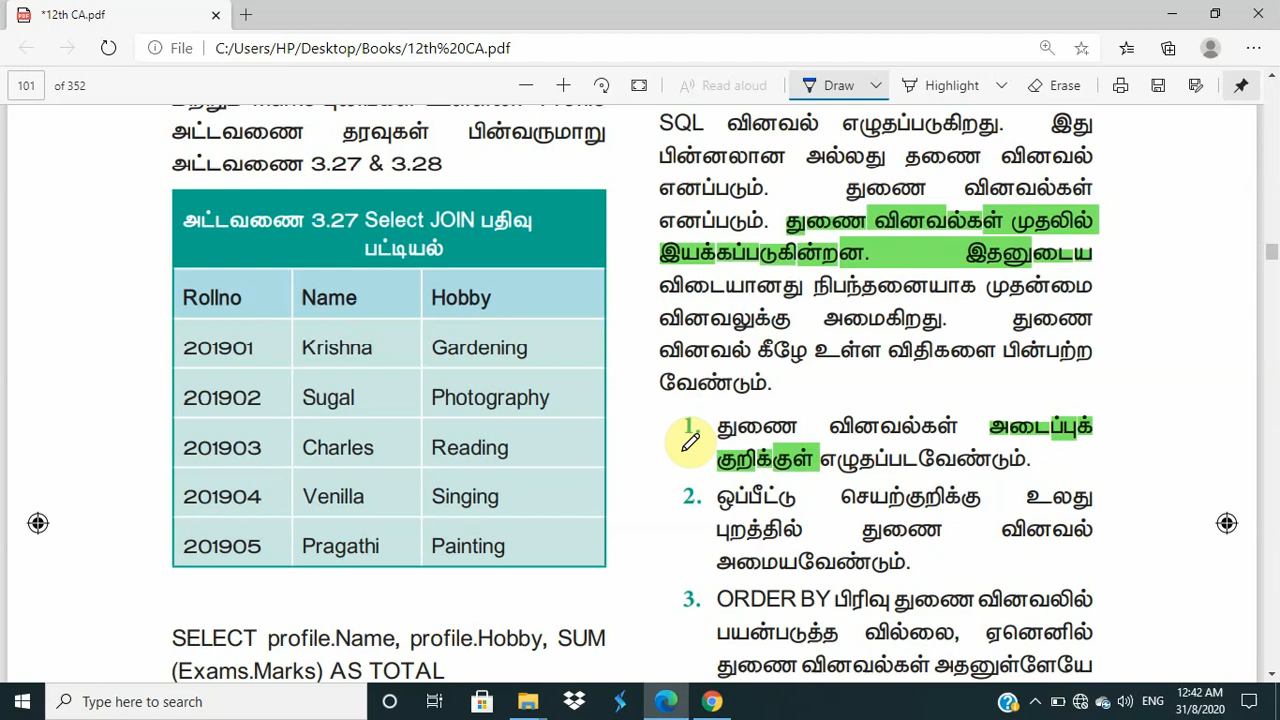 *12th CA.pdf
File C:/Users/HP/Desktop/Books/12th%20CA.pdf
101 of 352 Read aloud Draw Highlight Erase
அட்டவணை தரவுகள் பின்வருமாறு
அட்டவணை 3.27 & 3.28
அட்டவணை 3.27 Select JOIN பதிவு
பட்டியல்
Rollno Name Hobby
201901 Krishna Gardening
201902 Sugal Photography
201903 Charles Reading
201904 Venilla Singing
201905 Pragathi Painting
SELECT profile.Name, profile.Hobby, SUM
(Exams.Marks) AS TOTAL
SQL வினவல் எழுதப்படுகிறது. இது
பின்னலான அல்லது தணை வினவல்
எனப்படும். துணை வினவல்கள்
எனப்படும். துணை வினவல்கள் முதலில்
இயக்கப்படுகின்றன. இதனுடைய
விடையானது நிபந்தனையாக முதன்மை
வினவலுக்கு அமைகிறது. துணை
வினவல் கீழே உள்ள விதிகளை பின்பற்ற
வேண்டும்.
1. துணை வினவல்கள் அடைப்புக்
குறிக்குள் எழுதப்படவேண்டும்.
2. ஒப்பீட்டு செயற்குறிக்கு உலது
புறத்தில் துணை வினவல்
அமையவேண்டும்.
3. ORDER BY பிரிவு துணை வினவலில்
பயன்படுத்த வில்லை, ஏனெனில்
துணை வினவல்கள் அதனுள்ளேயே
Type here to search
ENG
12:42 AM
31/8/2020